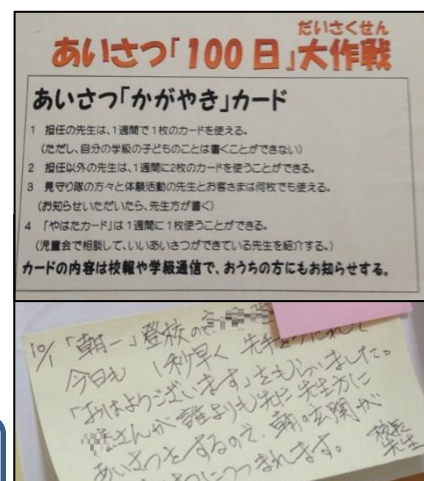 だいさくせん
あいさつ「100日」大作戦
あいさつ「かがやき」カード
1 担任の先生は、1週間で1枚のカードを使える。
(ただし、自分の学級の子どものことは書くことができない)
2 担任以外の先生は、1週間に2枚のカードを使うことができる。
3 見守り隊の方々と体験活動の先生とお客さまは何枚でも使える。
(お知らせいただいたら、先生方が書く)
4 「やはたカード」は1週間に1枚使うことができる。
(児童会で相談して、いいあいさつができている先生を紹介する。)
カードの内容は校報や学級通信で、おうちの方にもお知らせする。
10/1 「朝一」登校の
今日も 1秒早く 先手を
「おはようございます」をもらいました。
さんが誰よりも先に先生方に
あいさつをするので、朝の玄関が
につつまれます。
校長先生